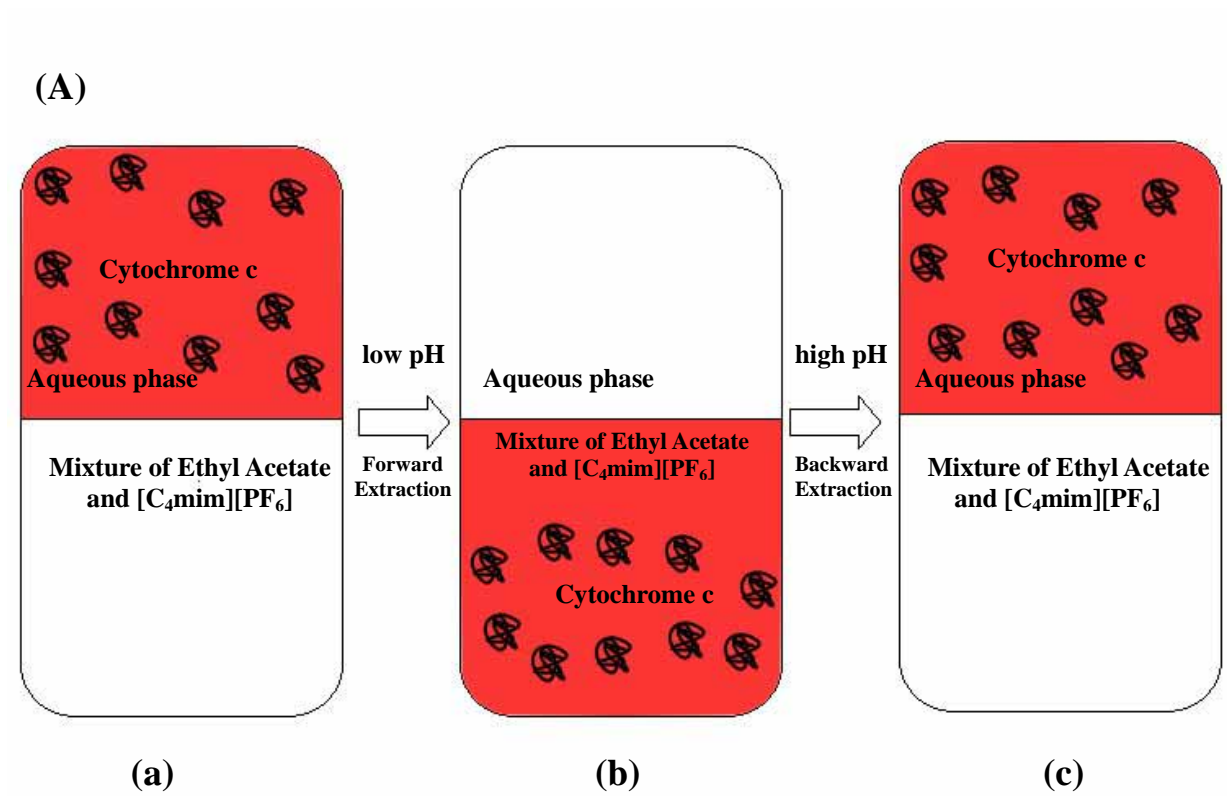 (A)
Cytochrome c
Aqueous phase
Mixture of Ethyl Acetate
and [C₄mim][PF₆]
low pH
Forward
Extraction
Aqueous phase
Mixture of Ethyl Acetate
and [C₄mim][PF₆]
Cytochrome c
high pH
Backward
Extraction
Cytochrome c
Aqueous phase
Mixture of Ethyl Acetate
and [C₄mim][PF₆]
(a)
(b)
(c)